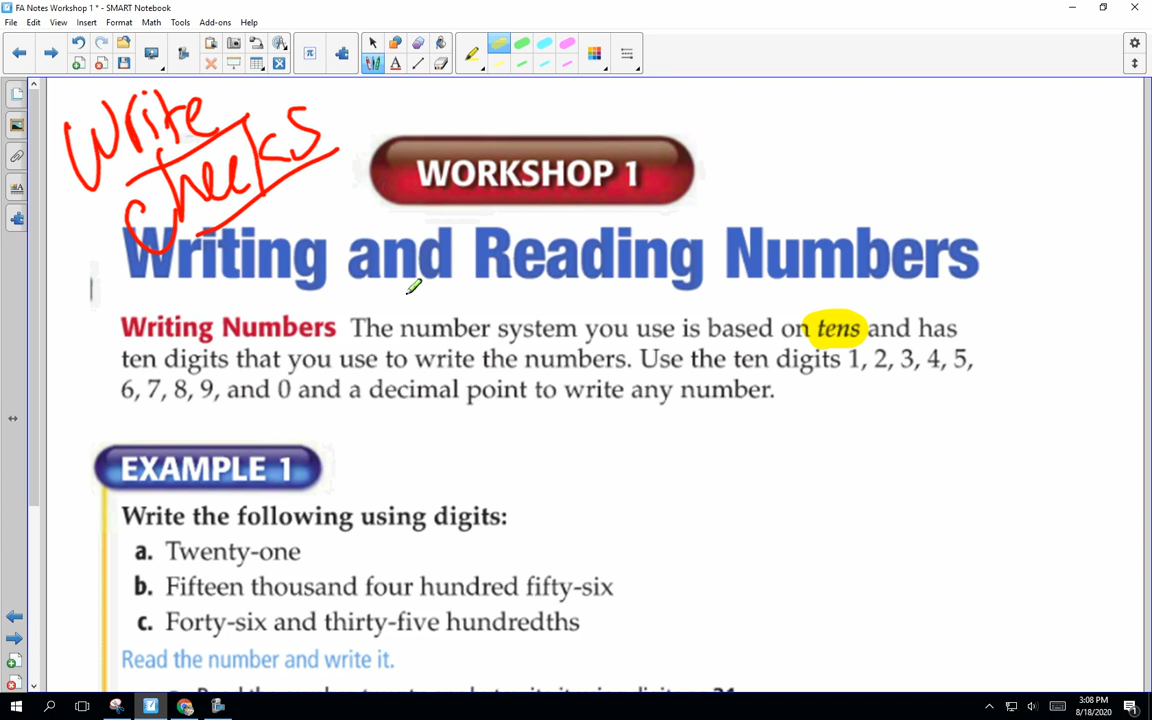 FA Notes Workshop 1 * - SMART Notebook
File Edit View Insert Format Math Tools Add-ons Help
Write
checks
WORKSHOP 1
Writing and Reading Numbers
Writing Numbers The number system you use is based on tens and has
ten digits that you use to write the numbers. Use the ten digits 1, 2, 3, 4, 5,
6, 7, 8, 9, and 0 and a decimal point to write any number.
EXAMPLE 1
Write the following using digits:
a. Twenty-one
b. Fifteen thousand four hundred fifty-six
c. Forty-six and thirty-five hundredths
Read the number and write it.
3:08 PM
8/18/2020